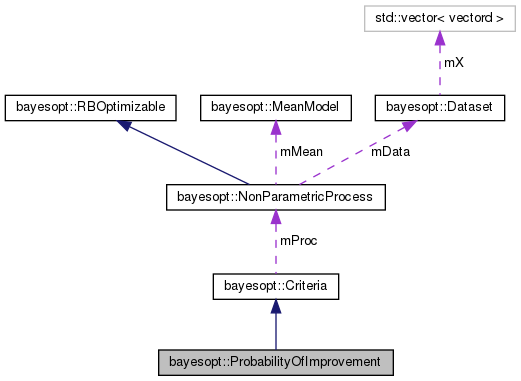 std::vector< vectord >
mX
bayesopt::RBOptimizable
bayesopt::MeanModel
bayesopt::Dataset
mMean
mData
bayesopt::NonParametricProcess
mProc
bayesopt::Criteria
bayesopt::ProbabilityOfImprovement